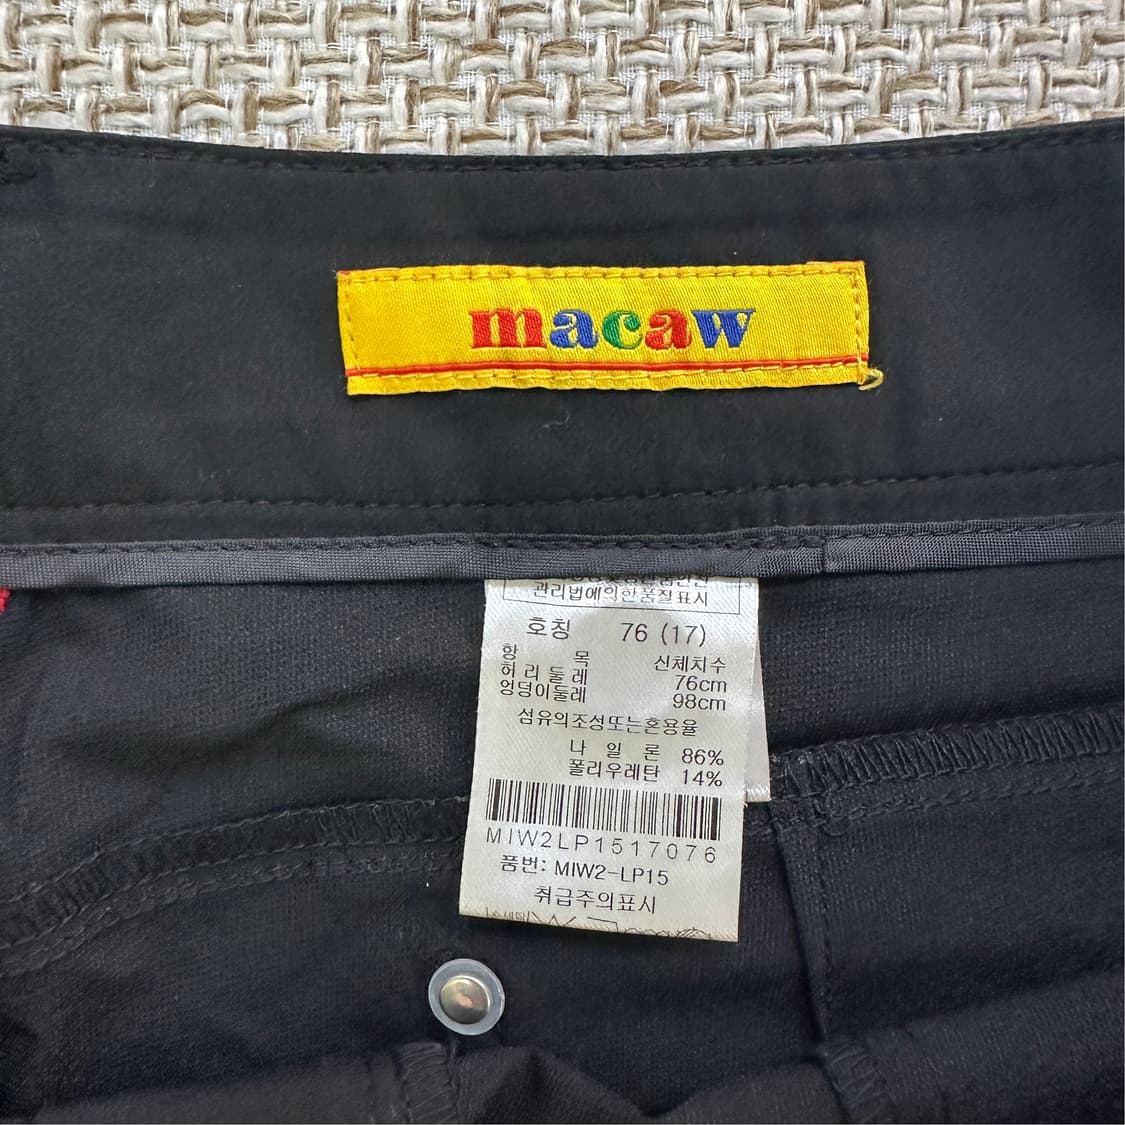 macaw
관리법에의한품질표시
호칭 76 (17)
항 목 신체치수
허 리 둘 레 76cm
엉덩이둘레 98cm
섬유의조성또는혼용율
나 일 론 86%
폴리우레탄 14%
MIW2LP1517076
품번: MIW2-LP15
취급주의표시